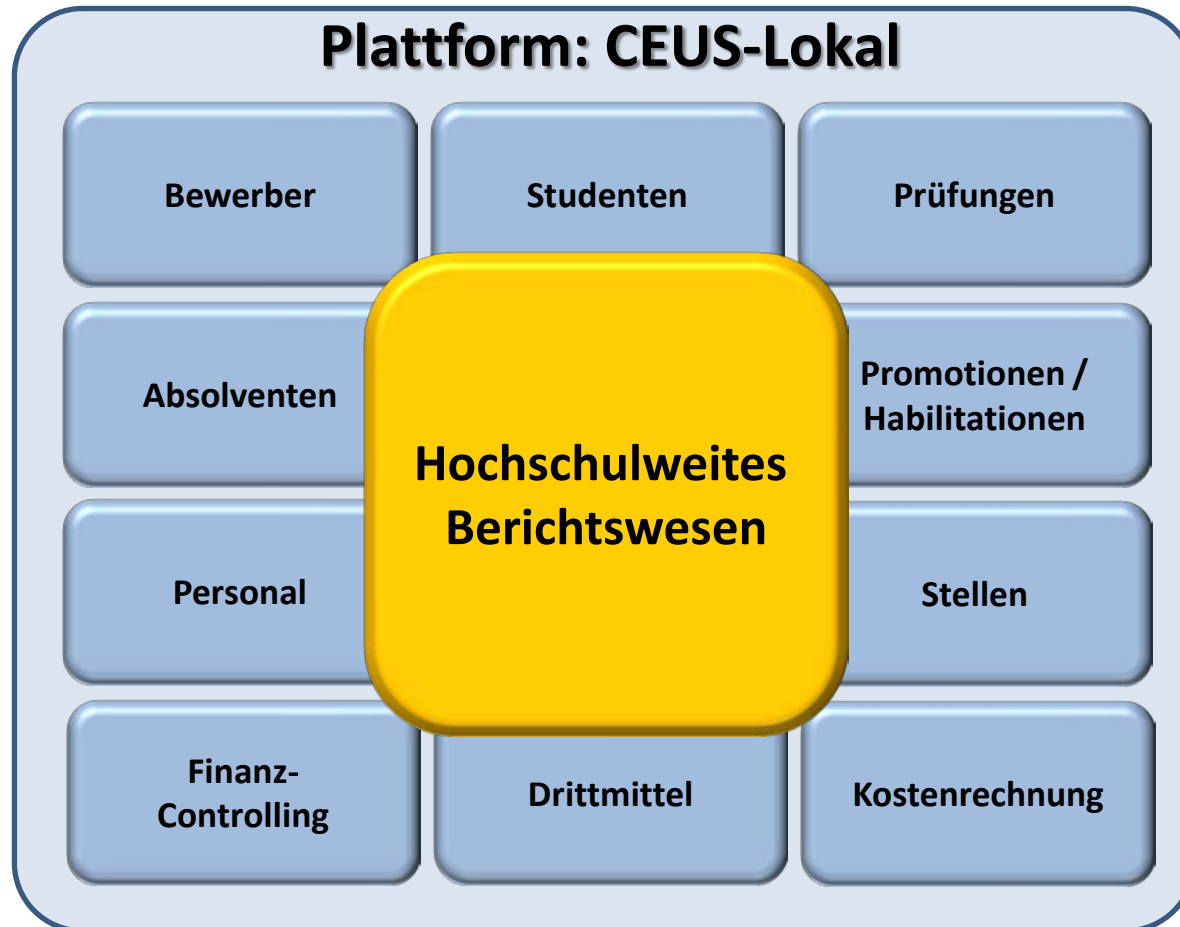 Plattform: CEUS-Lokal
Bewerber
Studenten
Prüfungen
Absolventen
Promotionen /
Habilitationen
Hochschulweites
Berichtswesen
Personal
Stellen
Finanz-
Controlling
Drittmittel
Kostenrechnung